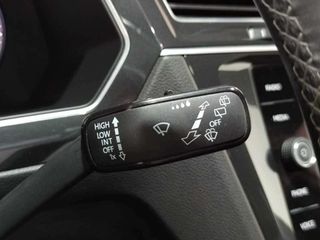 HIGH
LOW
INT
OFF
1x
OFF
RADIO
MEDIA
PHONE
VOICE